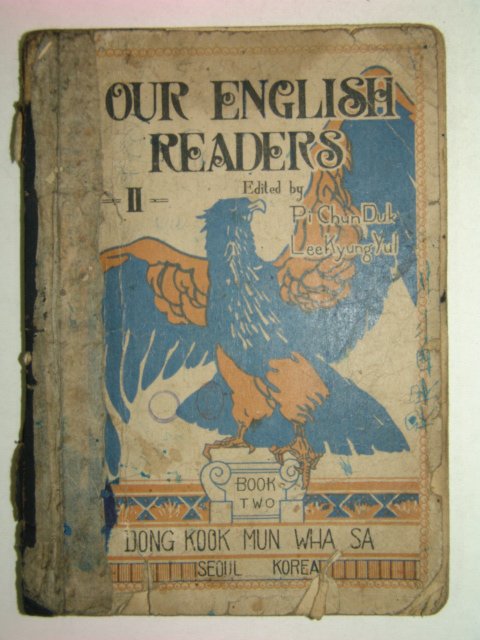 OUR ENGLISH
READERS
II
Edited by
Pi Chun Duk
Lee Kyung Yul
BOOK
TWO
DONG KOOK MUN WHA SA
SEOUL KOREA